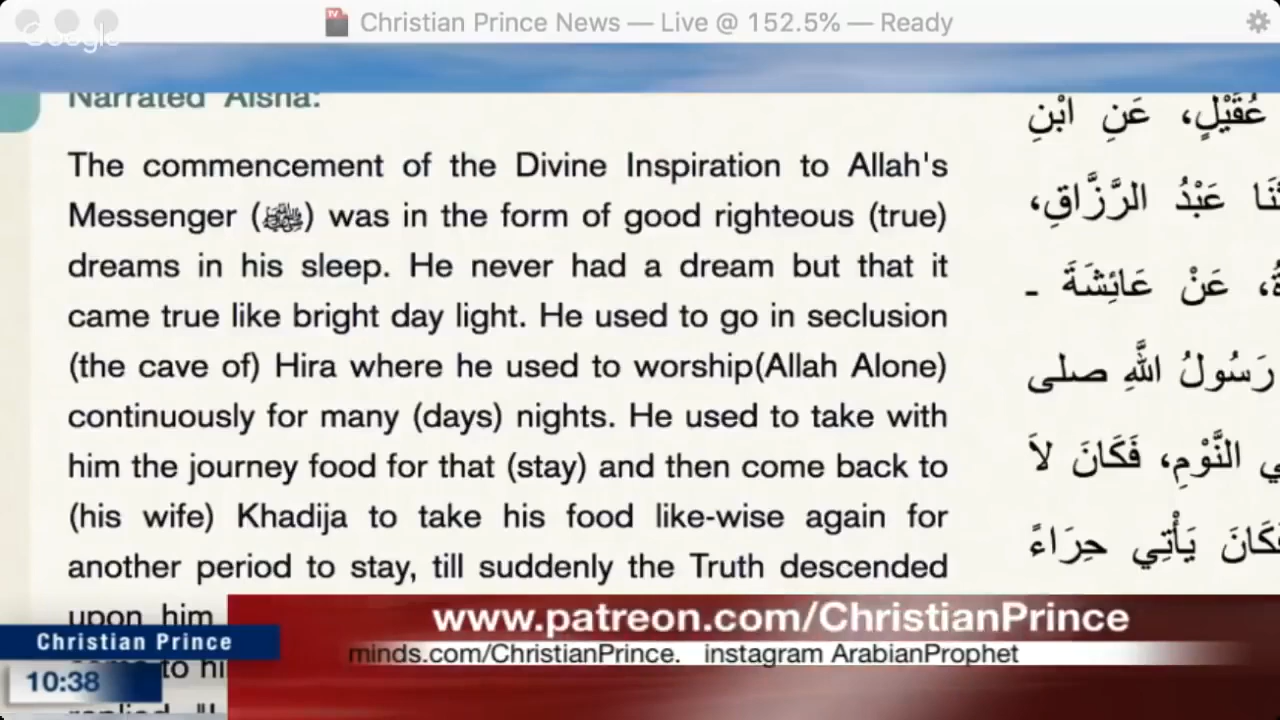 Christian Prince News — Live @ 152.5% — Ready
Google
Narrated 'Aisha:
The commencement of the Divine Inspiration to Allah's
Messenger (ﷺ) was in the form of good righteous (true)
dreams in his sleep. He never had a dream but that it
came true like bright day light. He used to go in seclusion
(the cave of) Hira where he used to worship(Allah Alone)
continuously for many (days) nights. He used to take with
him the journey food for that (stay) and then come back to
(his wife) Khadija to take his food like-wise again for
another period to stay, till suddenly the Truth descended
upon him
to hi
عُقَيْلٍ، عَنِ ابْنِ
عَبْدُ الرَّزَّاقِ،
عَنْ عَائِشَةَ ـ
رَسُولُ اللَّهِ صلى
النَّوْمِ، فَكَانَ لاَ
يَأْتِي حِرَاءً
www.patreon.com/ChristianPrince
minds.com/ChristianPrince. instagram ArabianProphet
Christian Prince
10:38